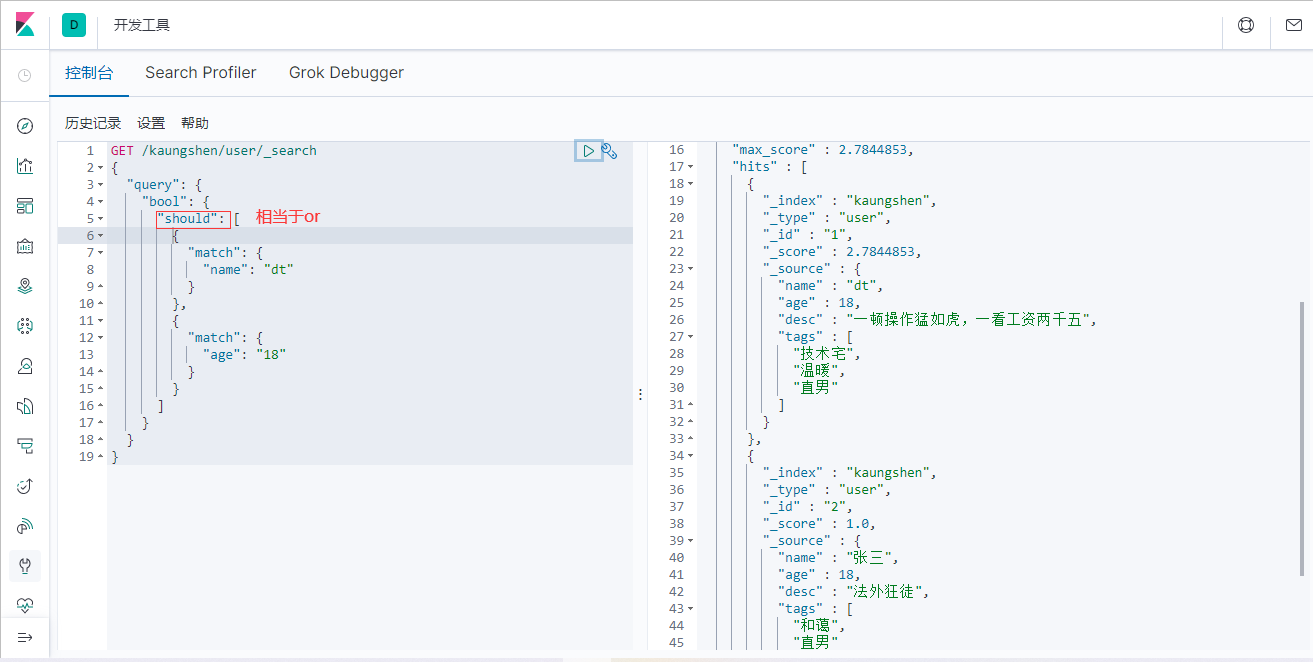 D 开发工具
控制台 Search Profiler Grok Debugger
历史记录 设置 帮助
1 GET /kaungshen/user/_search
2 {
3 "query": {
4 "bool": {
5 "should": [ 相当于or
6 {
7 "match": {
8 "name": "dt"
9 }
10 },
11 {
12 "match": {
13 "age": "18"
14 }
15 }
16 ]
17 }
18 }
19 }
16 "max_score" : 2.7844853,
17 "hits" : [
18 {
19 "_index" : "kaungshen",
20 "_type" : "user",
21 "_id" : "1",
22 "_score" : 2.7844853,
23 "_source" : {
24 "name" : "dt",
25 "age" : 18,
26 "desc" : "一顿操作猛如虎，一看工资两千五",
27 "tags" : [
28 "技术宅",
29 "温暖",
30 "直男"
31 ]
32 }
33 },
34 {
35 "_index" : "kaungshen",
36 "_type" : "user",
37 "_id" : "2",
38 "_score" : 1.0,
39 "_source" : {
40 "name" : "张三",
41 "age" : 18,
42 "desc" : "法外狂徒",
43 "tags" : [
44 "和蔼",
45 "直男"